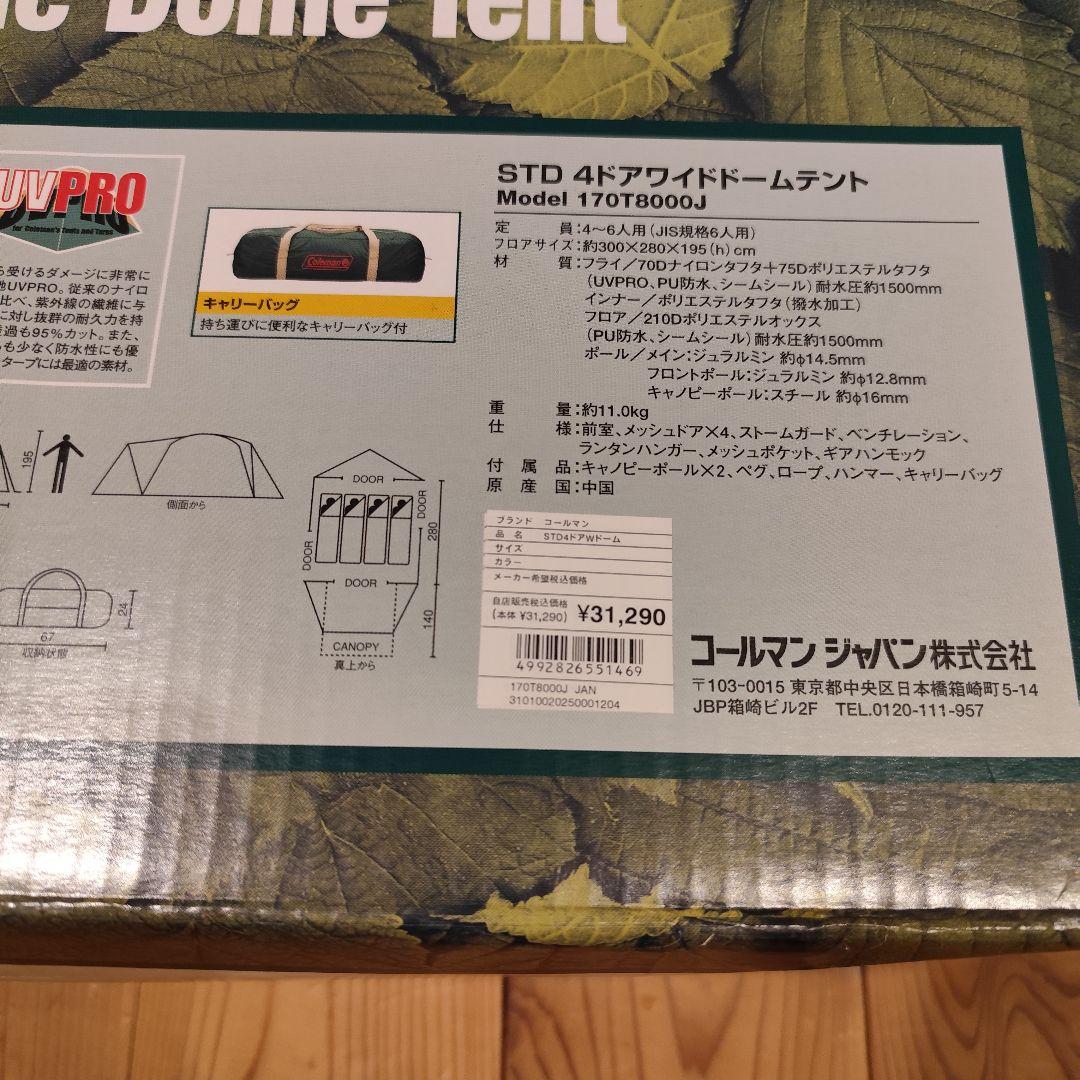 Dome Tent
UVPRO
for Coleman's Tents and Tarps
ら受けるダメージに非常に
地UVPRO。従来のナイロ
比べ、紫外線の繊維に与
に対し抜群の耐久力を持
透過も95％カット。また、
も少なく防水性にも優
タープには最適の素材。
Coleman
キャリーバッグ
持ち運びに便利なキャリーバッグ付
STD 4ドアワイドドームテント
Model 170T8000J
定　員：4〜6人用（JIS規格6人用）
フロアサイズ：約300×280×195（h）cm
材　質：フライ／70Dナイロンタフタ＋75Dポリエステルタフタ
（UVPRO、PU防水、シームシール）耐水圧約1500mm
インナー／ポリエステルタフタ（撥水加工）
フロア／210Dポリエステルオックス
（PU防水、シームシール）耐水圧約1500mm
ポール／メイン：ジュラルミン 約φ14.5mm
フロントポール：ジュラルミン 約φ12.8mm
キャノピーポール：スチール 約φ16mm
重　量：約11.0kg
仕　様：前室、メッシュドア×4、ストームガード、ベンチレーション、
ランタンハンガー、メッシュポケット、ギアハンモック
付属品：キャノピーポール×2、ペグ、ロープ、ハンマー、キャリーバッグ
原産国：中国
195
側面から
DOOR
DOOR
DOOR
DOOR
280
140
CANOPY
真上から
24
67
収納状態
ブランド　コールマン
品　名　STD4ドアWドーム
サイズ
カラー
メーカー希望税込価格
自店販売税込価格
（本体 ¥31,290）　¥31,290
4992826551469
170T8000J JAN
31010020250001204
コールマン ジャパン株式会社
〒103-0015 東京都中央区日本橋箱崎町5-14
JBP箱崎ビル2F　TEL.0120-111-957